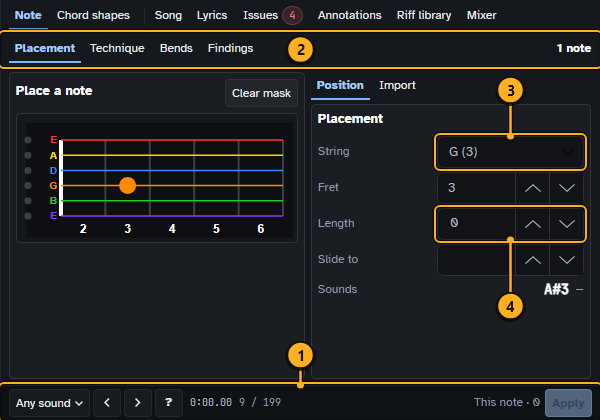 Note Chord shapes Song Lyrics Issues 4 Annotations Riff library Mixer
Placement Technique Bends Findings 2 1 note
Place a note Clear mask
E
A
D
G
B
E
2 3 4 5 6
Position Import
3
Placement
String G (3)
Fret 3
Length 0
Slide to
Sounds A#3 –
4
1
Any sound ? 0:00.00 9 / 199 This note · 0 Apply